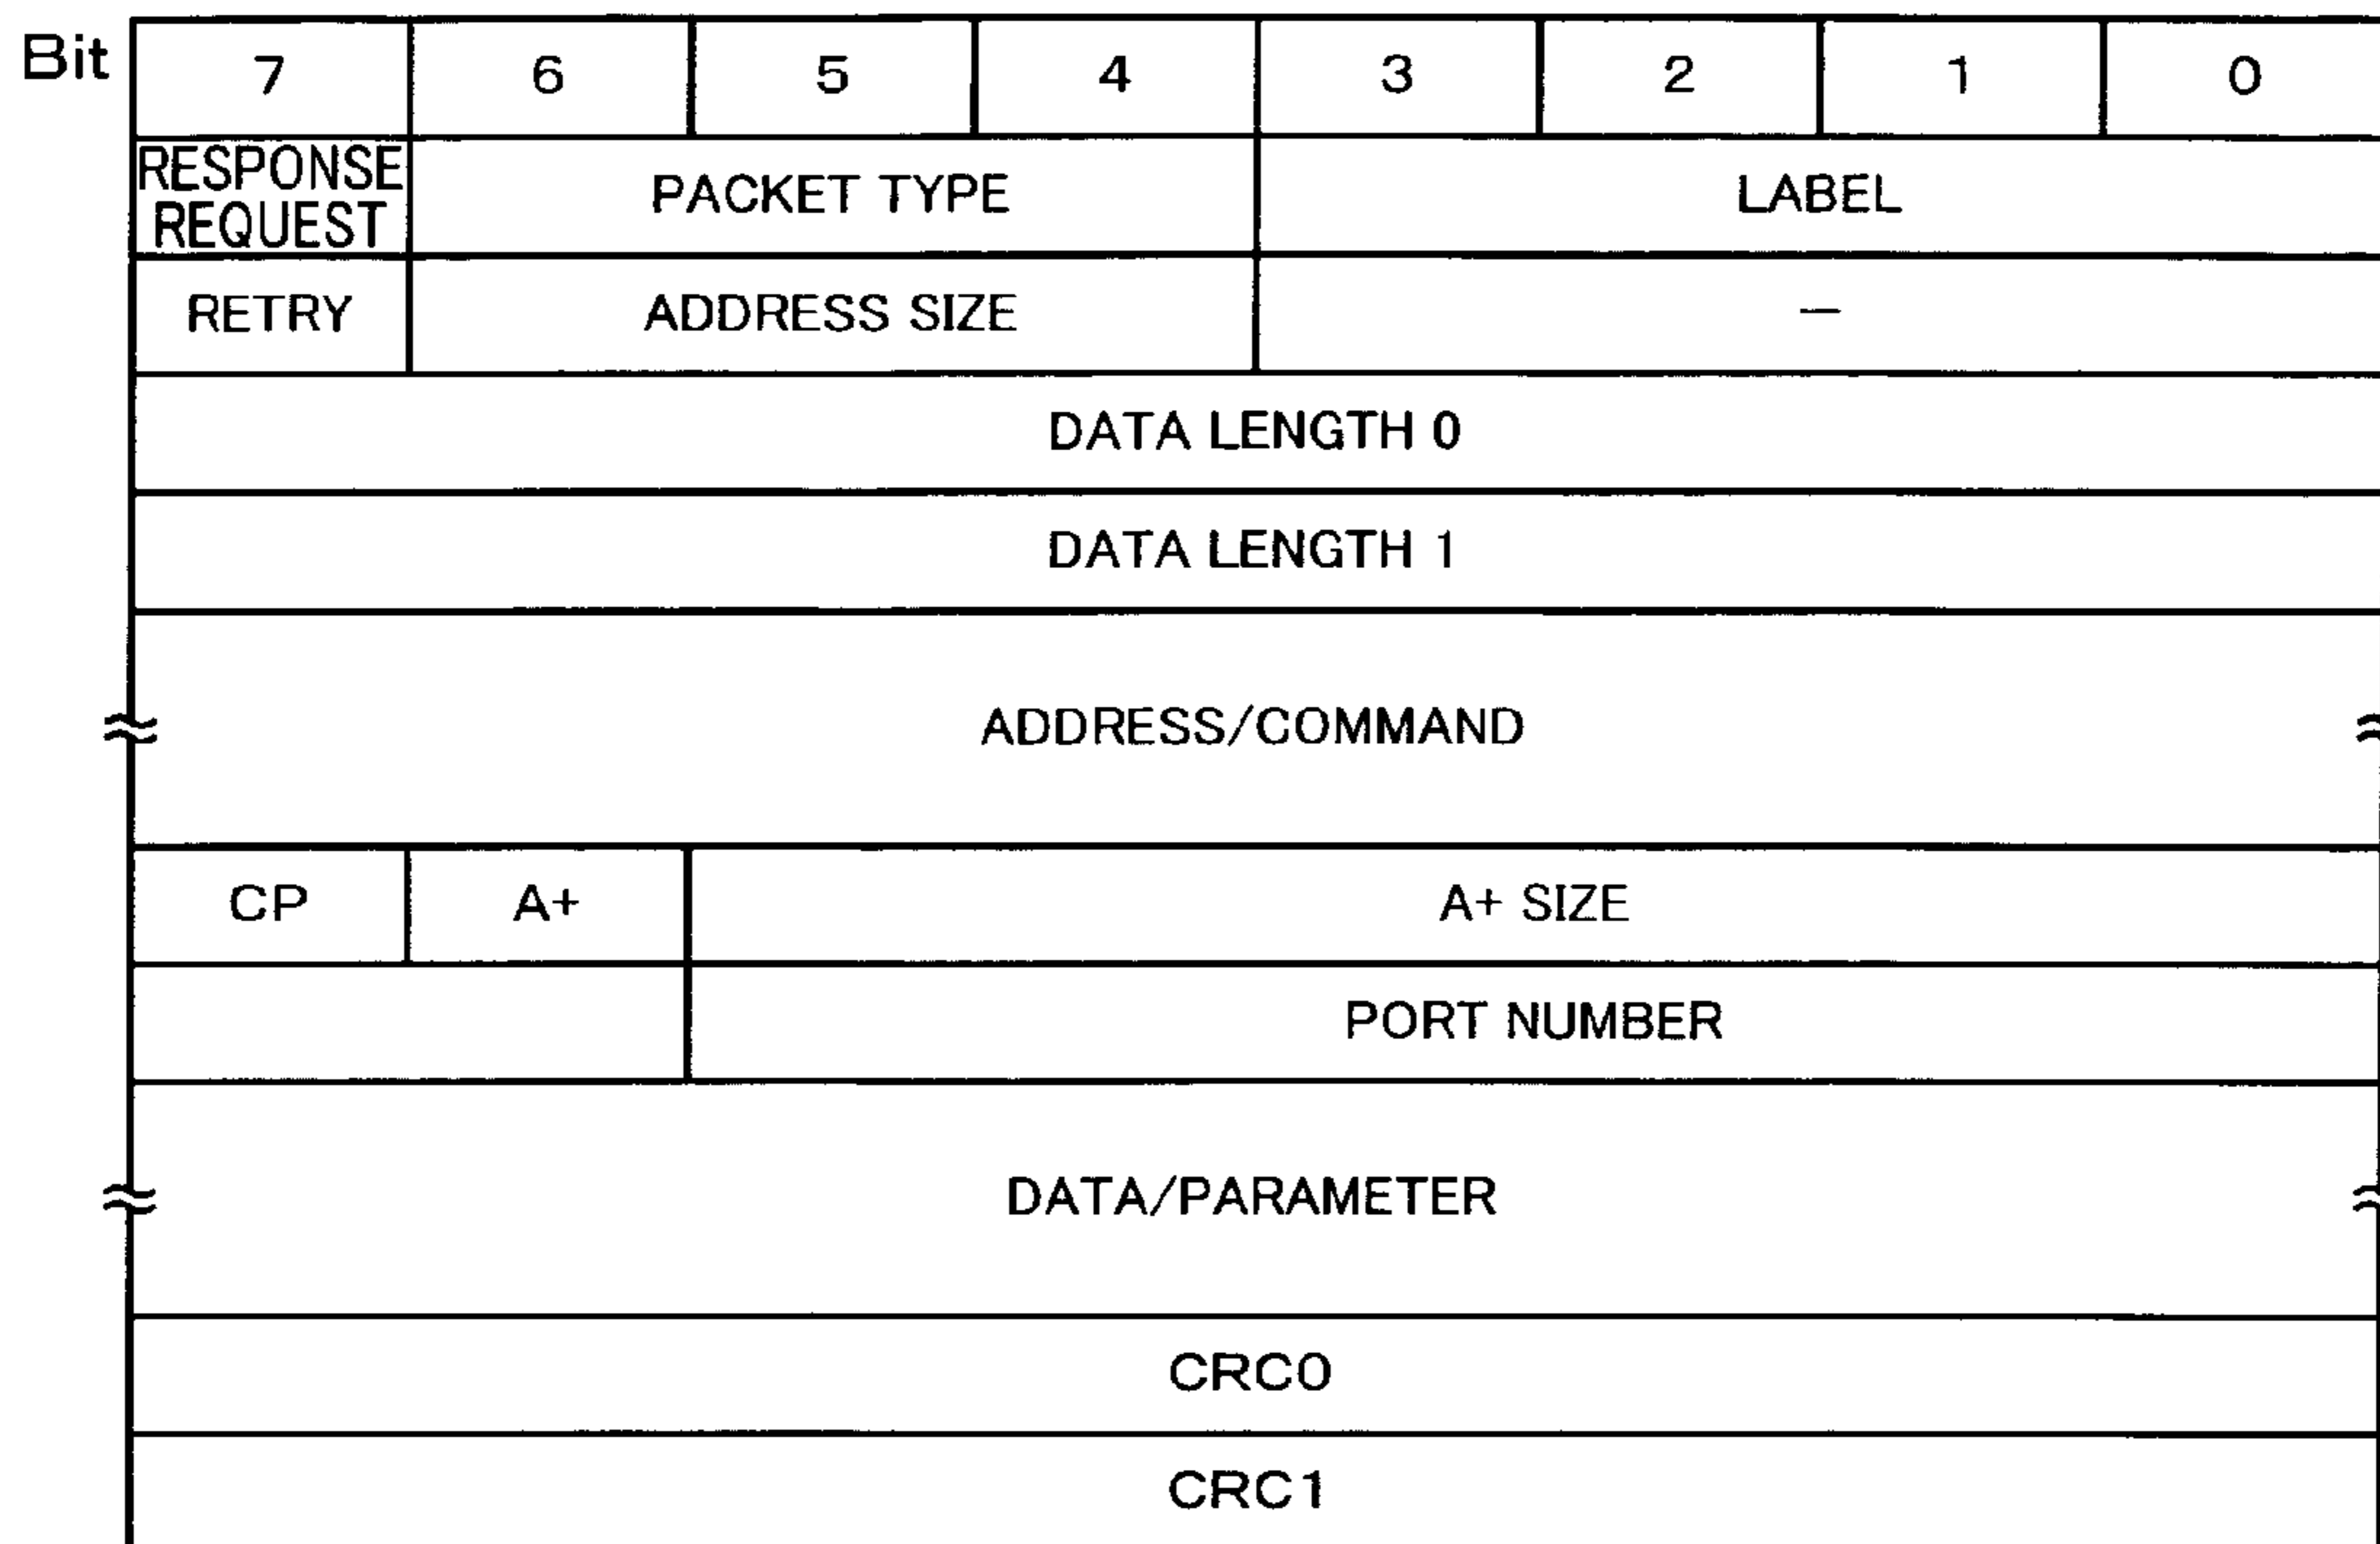 Bit 7 6 5 4 3 2 1 0
RESPONSE
REQUEST PACKET TYPE LABEL
RETRY ADDRESS SIZE —
DATA LENGTH 0
DATA LENGTH 1
ADDRESS/COMMAND
CP A+ A+ SIZE
PORT NUMBER
DATA/PARAMETER
CRC0
CRC1